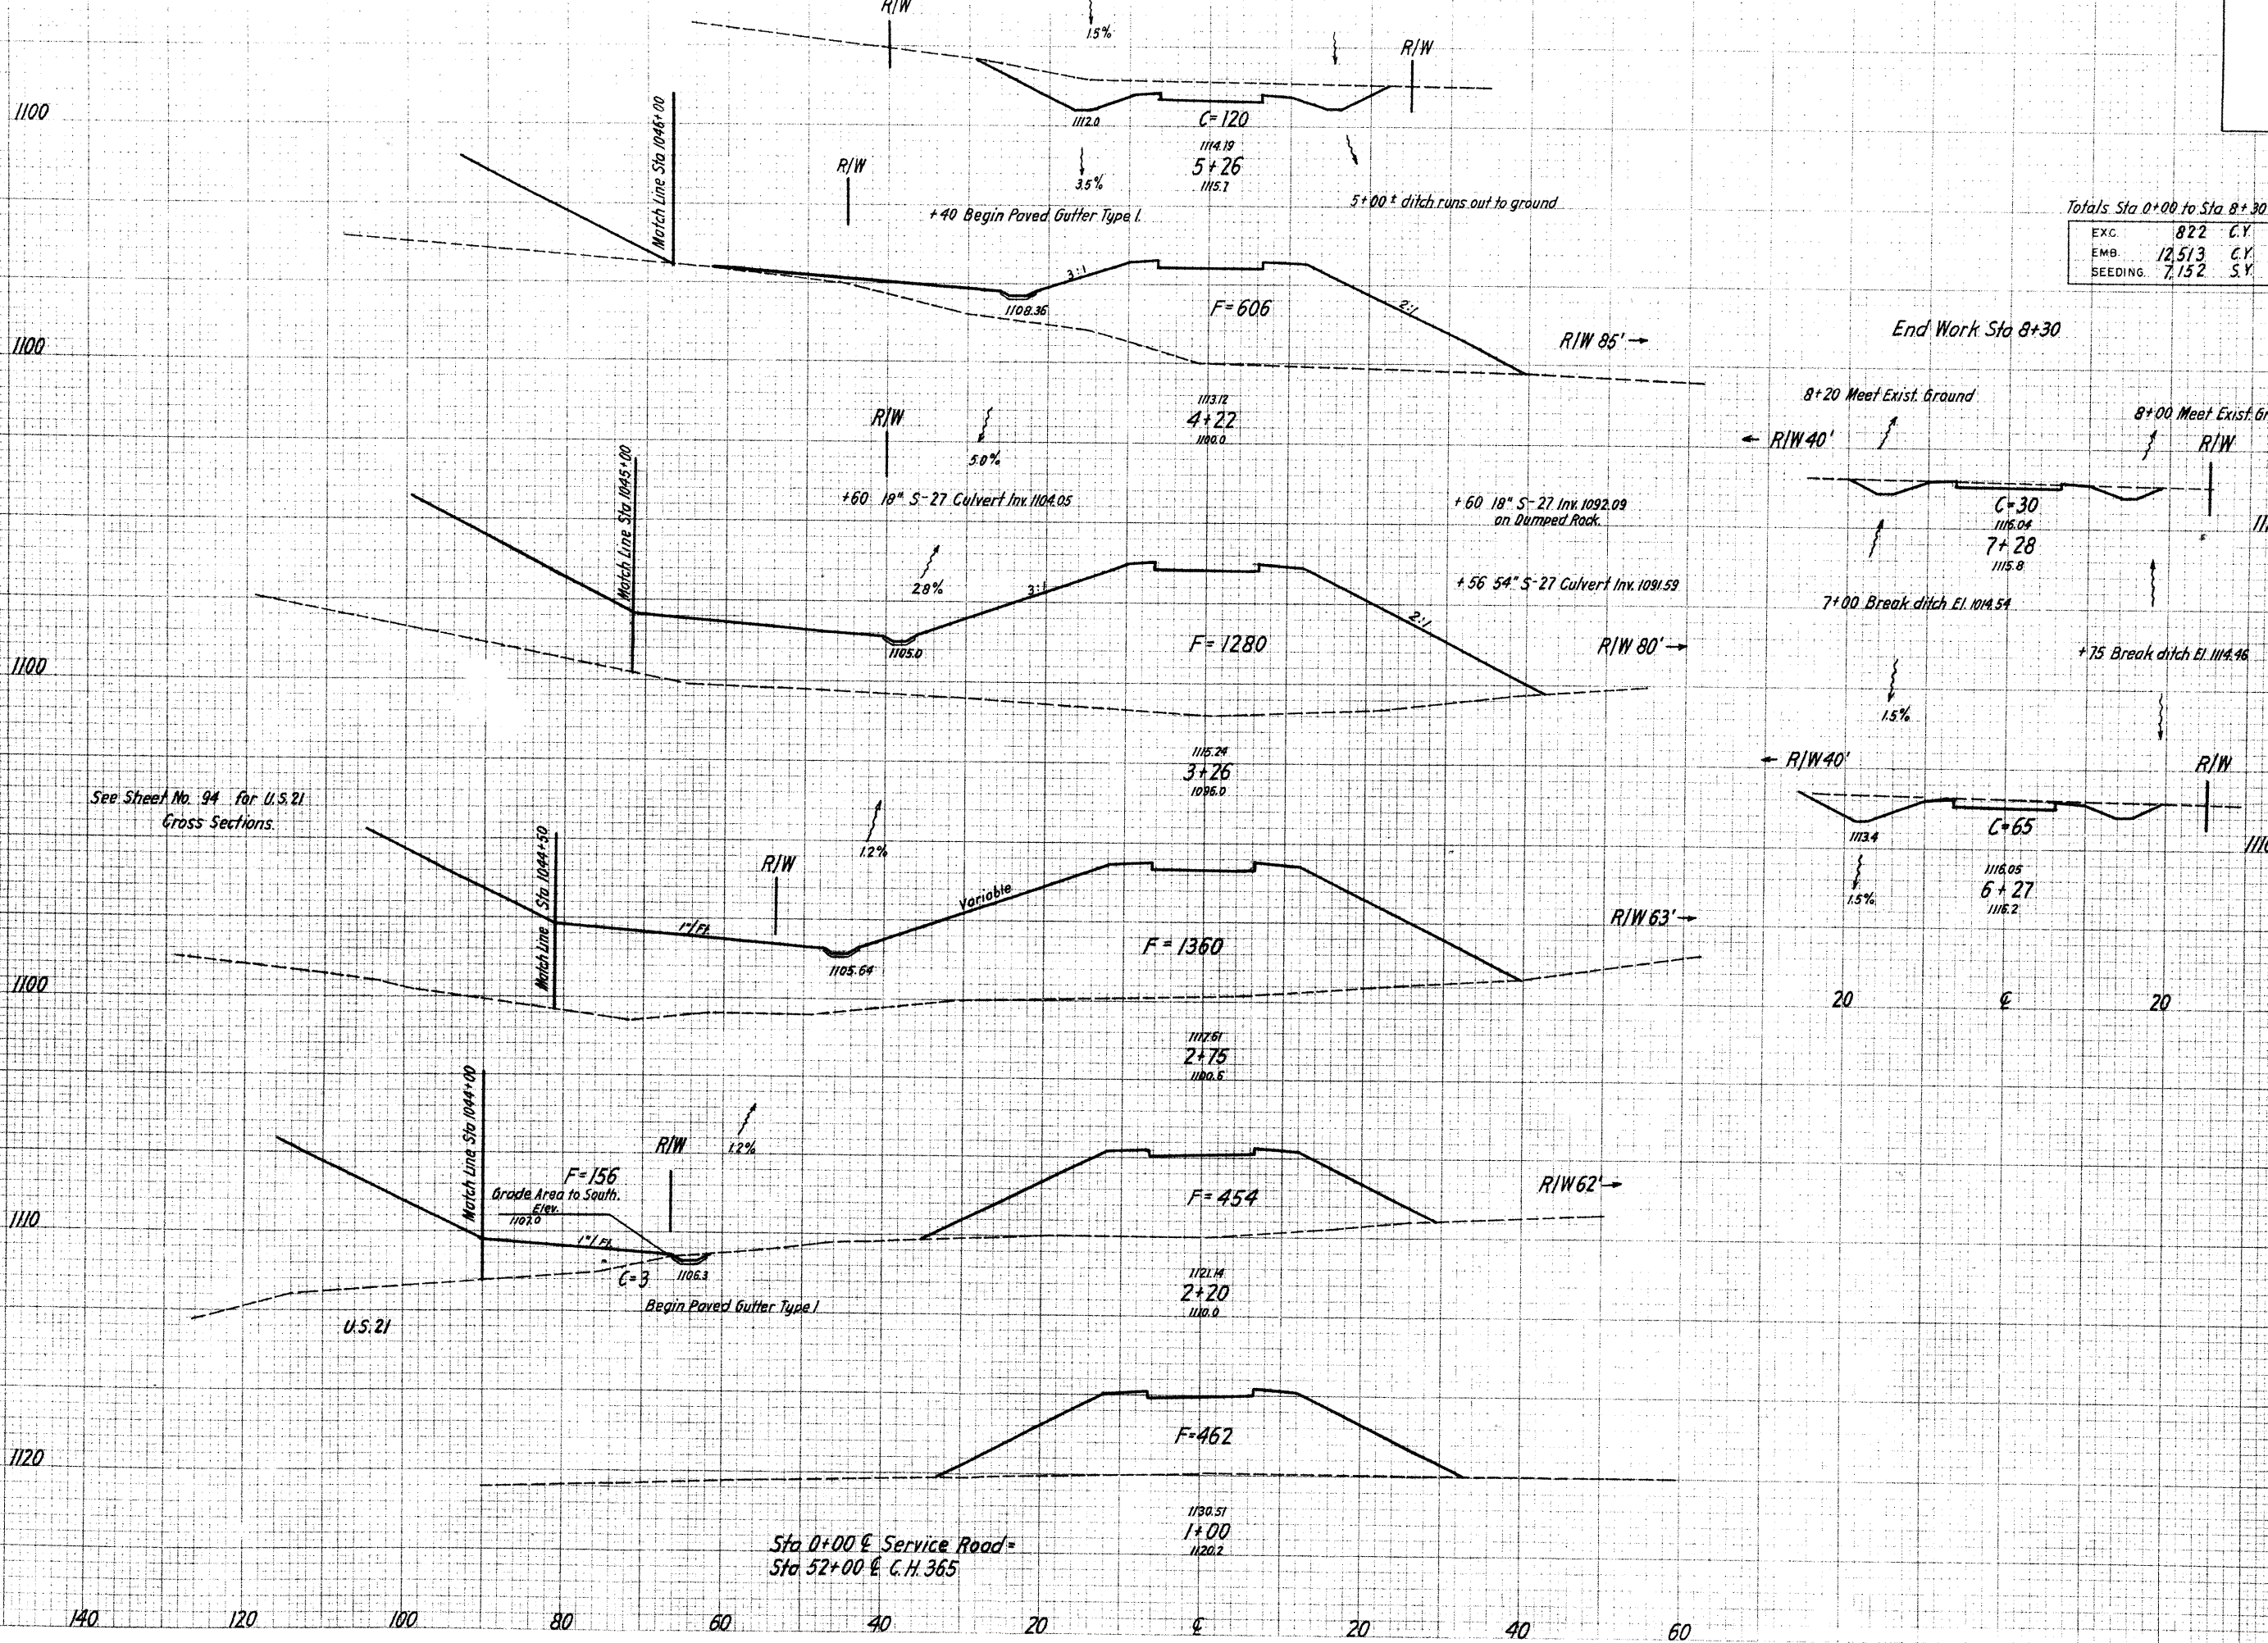 R/W
1.5%
R/W
1100
Match Line Sta 1046+00
1112.0
C=120
1114.19
5+26
1115.7
R/W
3.5%
+40 Begin Paved Gutter Type 1.
5+00 ± ditch runs out to ground
Totals Sta 0+00 to Sta 8+30
EXC. 822 C.Y.
EMB. 12,513 C.Y.
SEEDING. 7,152 S.Y.
3:1
1108.36
F=606
2:1
R/W 85' →
End Work Sta 8+30
1100
1113.12
4+22
1100.0
8+20 Meet Exist. Ground
8+00 Meet Exist.
← R/W 40'
R/W
R/W
5.0%
Match Line Sta 1045+00
+60 18" S-27 Culvert Inv. 1104.05
+60 18" S-27 Inv. 1092.09
on Dumped Rock.
C=30
1116.04
7+28
1115.8
2.8%
3:1
+56 54" S-27 Culvert Inv. 1091.59
7+00 Break ditch El. 1014.54
1105.0
F=1280
2:1
R/W 80' →
+75 Break ditch El. 1114.46
1100
1.5%
1115.24
3+26
1096.0
← R/W 40'
R/W
See Sheet No. 94 for U.S. 21
Cross Sections.
Match Line Sta 1044+50
R/W
1.2%
1113.4
C=65
1116.05
6+27
1116.2
1.5%
Variable
1"/Ft.
1105.64
F=1360
R/W 63' →
1100
20 ℄ 20
1117.61
2+75
1100.6
Match Line Sta 1044+00
R/W
1.2%
F=156
Grade Area to South.
Elev.
1107.0
F=454
R/W 62' →
1110
1"/Ft.
C=3
1106.3
Begin Paved Gutter Type 1
U.S. 21
1121.14
2+20
1110.0
F=462
1120
1130.51
1+00
1120.2
Sta 0+00 ℄ Service Road=
Sta 52+00 ℄ C.H. 365
140 120 100 80 60 40 20 ℄ 20 40 60